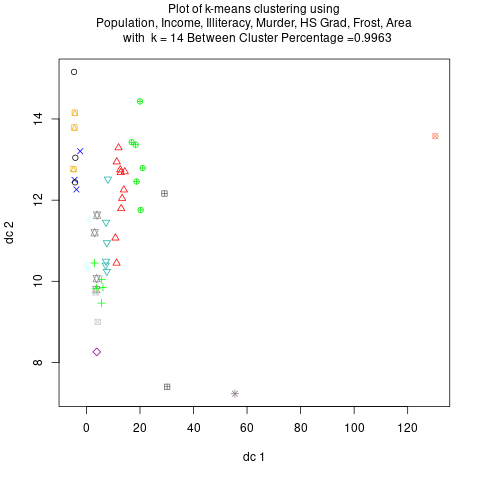 Plot of k-means clustering using
Population, Income, Illiteracy, Murder, HS Grad, Frost, Area
with  k = 14 Between Cluster Percentage =0.9963
14
12
10
8
dc 2
0 20 40 60 80 100 120
dc 1